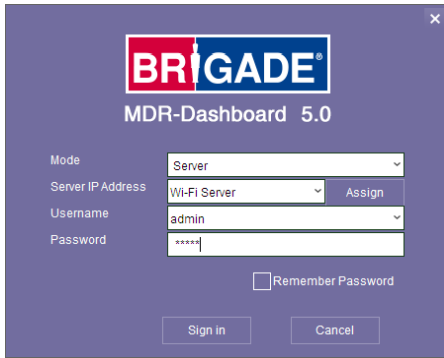 BRIGADE®
MDR-Dashboard 5.0
Mode Server
Server IP Address Wi-Fi Server Assign
Username admin
Password *****
Remember Password
Sign in Cancel